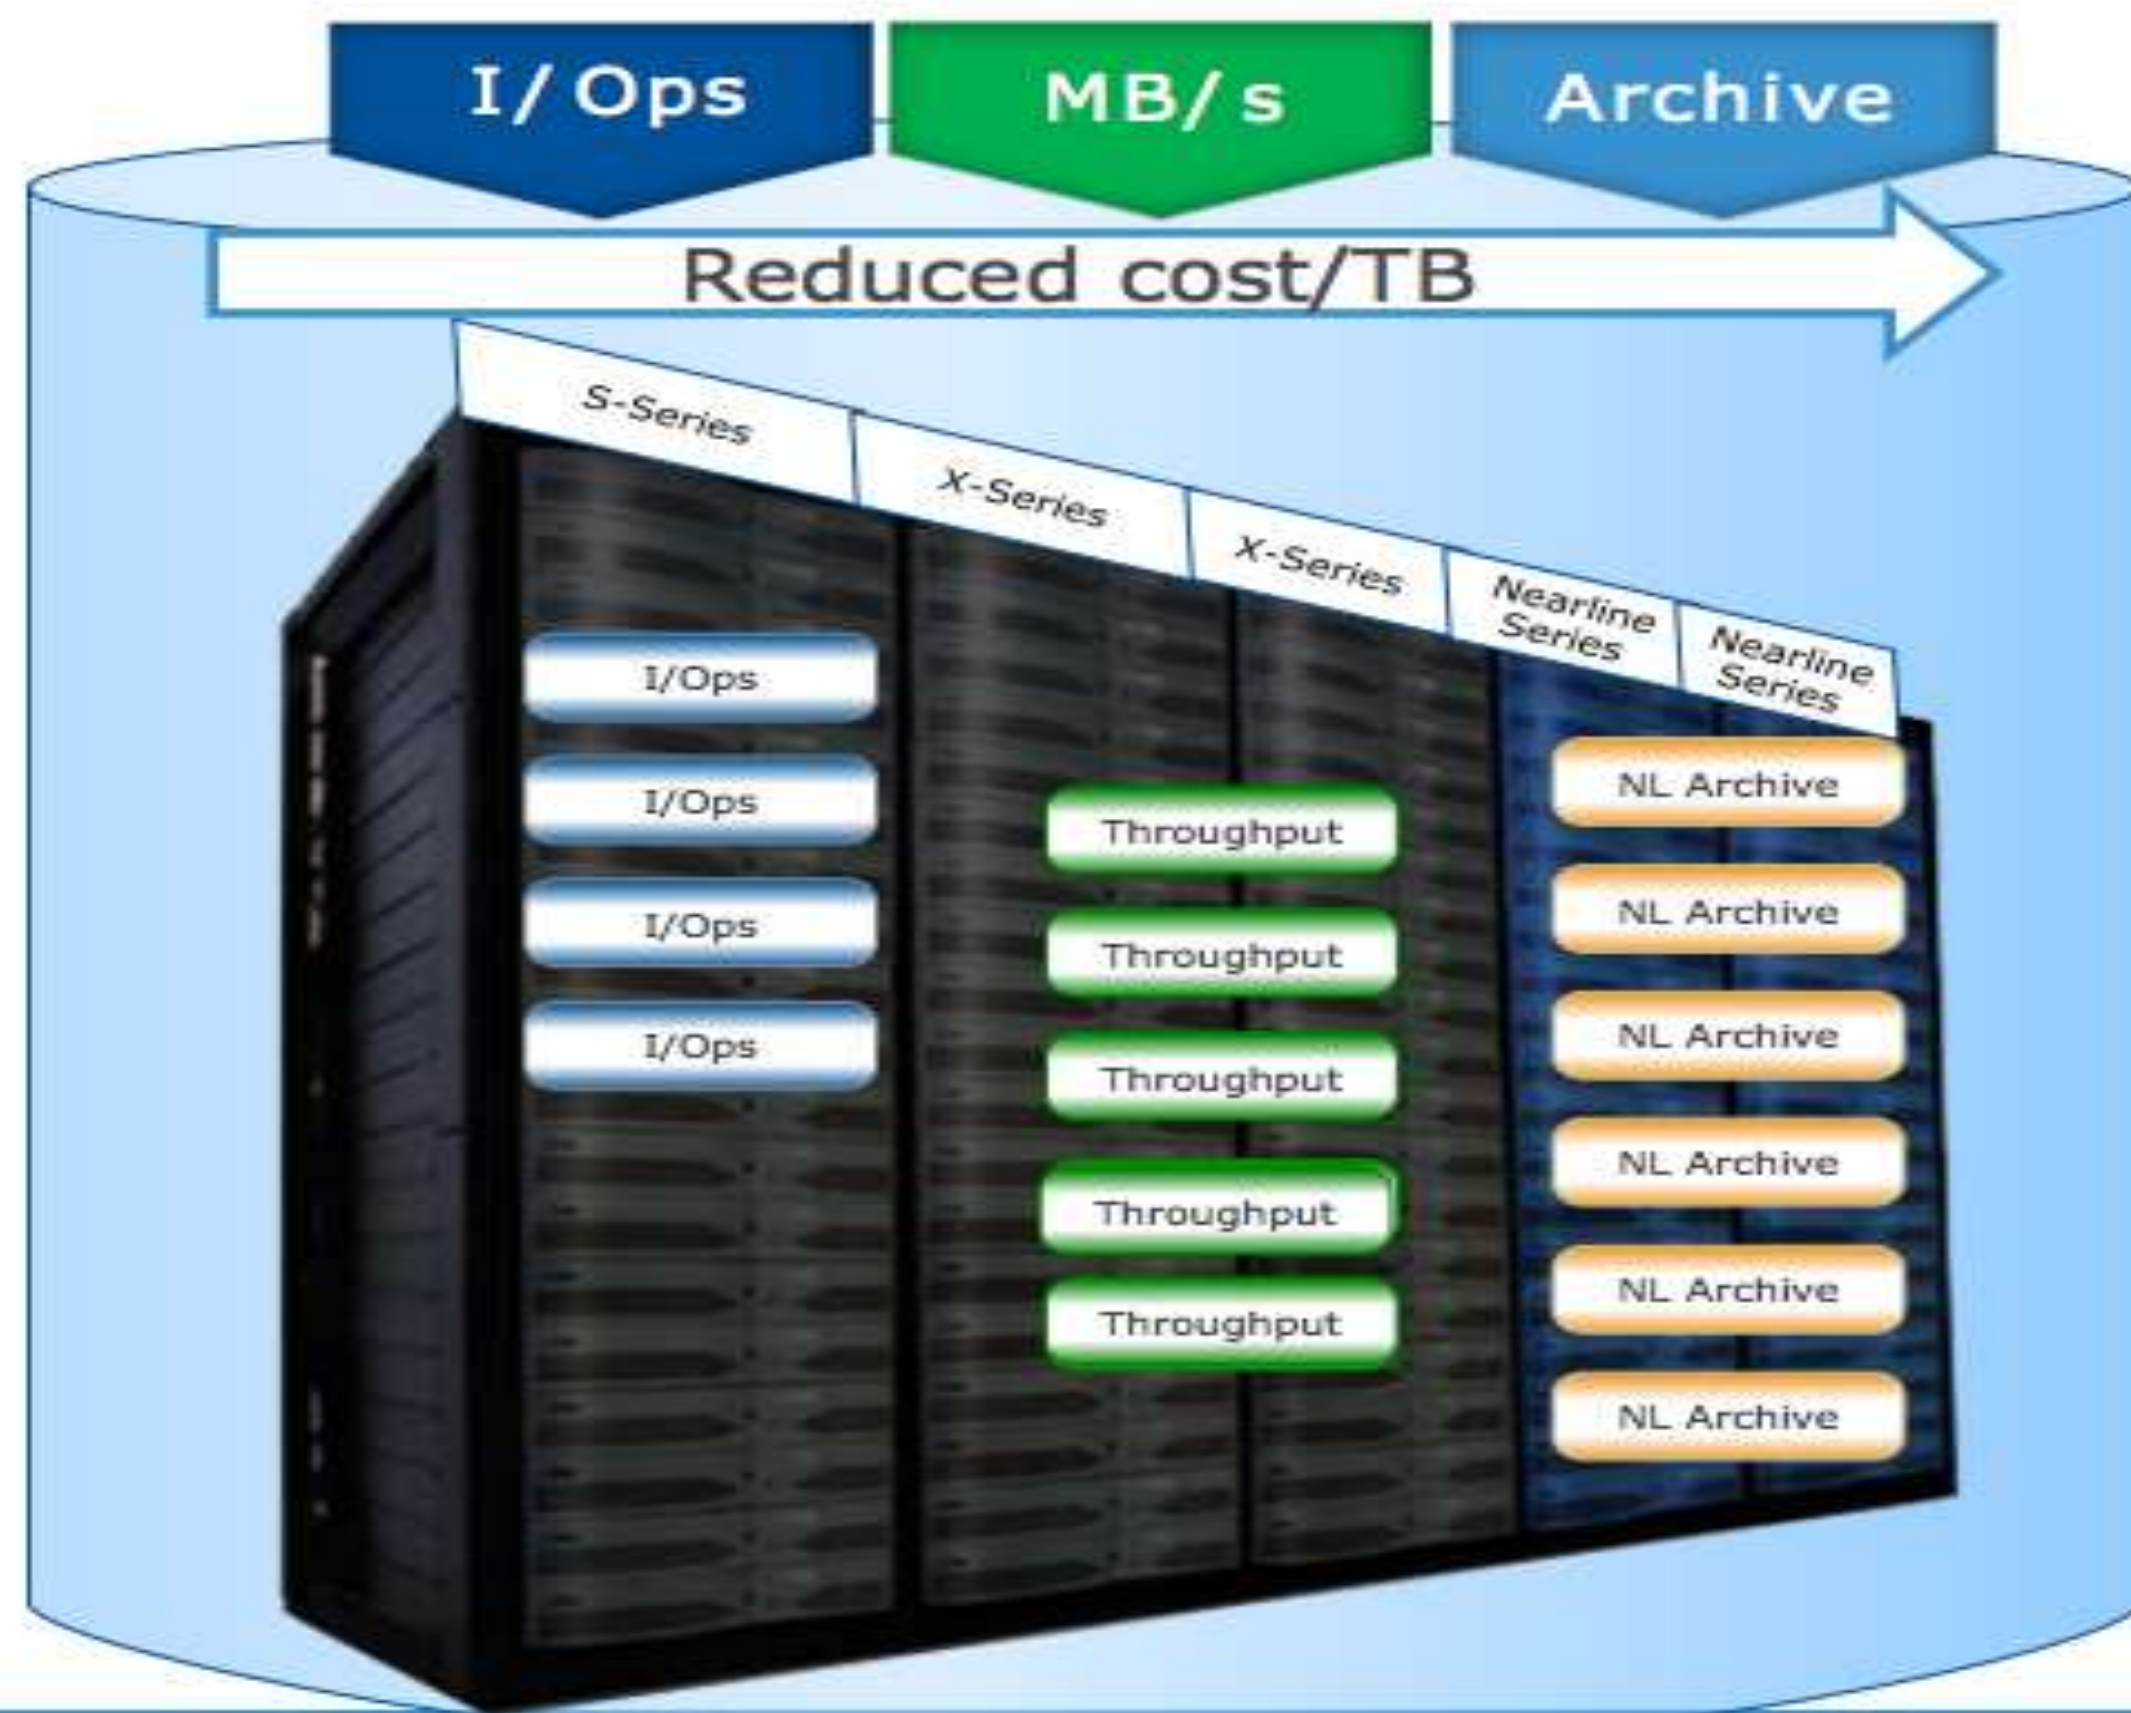 I/Ops
MB/s
Archive
Reduced cost/TB
S-Series
X-Series
X-Series
Nearline
Series
Nearline
Series
I/Ops
I/Ops
I/Ops
I/Ops
Throughput
Throughput
Throughput
Throughput
Throughput
NL Archive
NL Archive
NL Archive
NL Archive
NL Archive
NL Archive